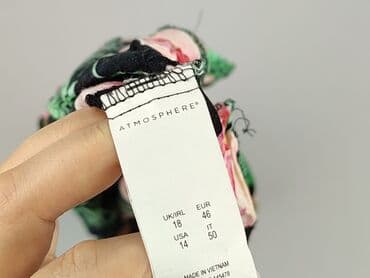 ATMOSPHERE®
UK/IRL EUR
18 46
USA IT
14 50
MADE IN VIETNAM